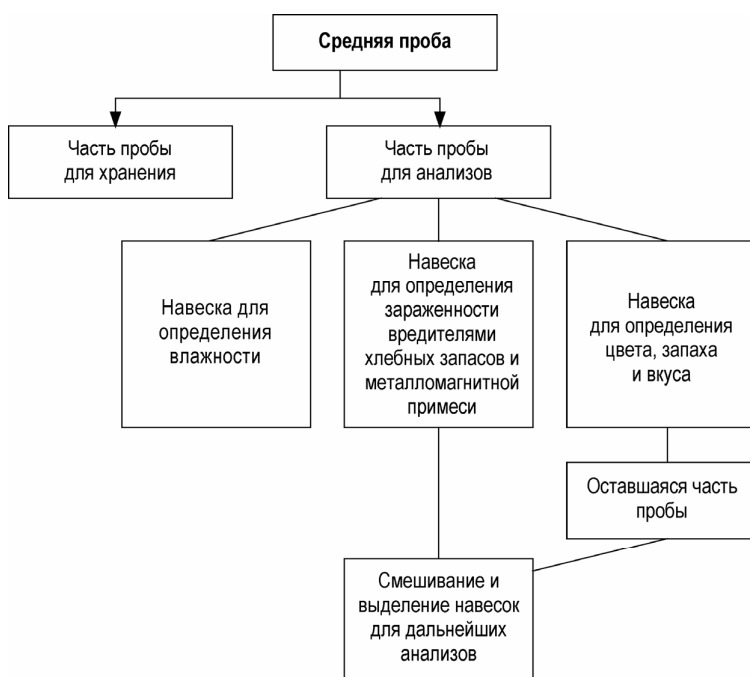 Средняя проба
Часть пробы
для хранения
Часть пробы
для анализов
Навеска для
определения
влажности
Навеска
для определения
зараженности
вредителями
хлебных запасов и
металломагнитной
примеси
Навеска
для определения
цвета, запаха
и вкуса
Оставшаяся часть
пробы
Смешивание и
выделение навесок
для дальнейших
анализов